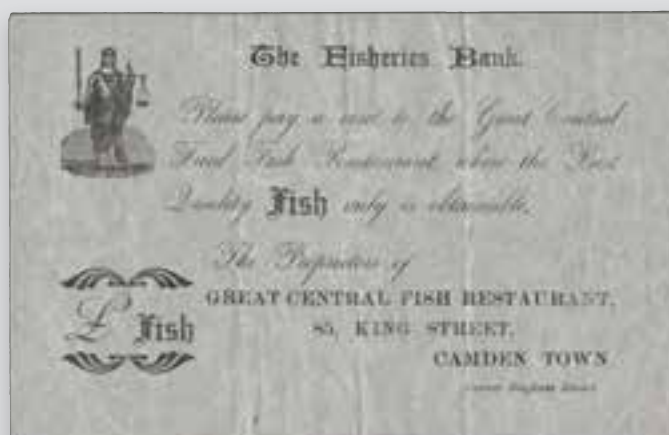 The Fisheries Bank.
Please pay a visit to the Great Central
Fried Fish Restaurant, where the Best
Quality Fish only is obtainable.
The Proprietors of
GREAT CENTRAL FISH RESTAURANT,
85, KING STREET,
CAMDEN TOWN
£ Fish